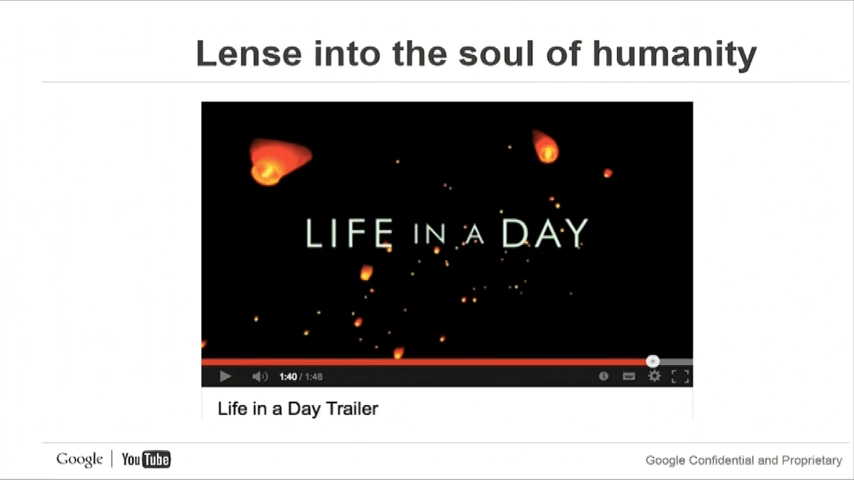 Lense into the soul of humanity
LIFE IN A DAY
1:40 / 1:46
Life in a Day Trailer
Google | YouTube
Google Confidential and Proprietary